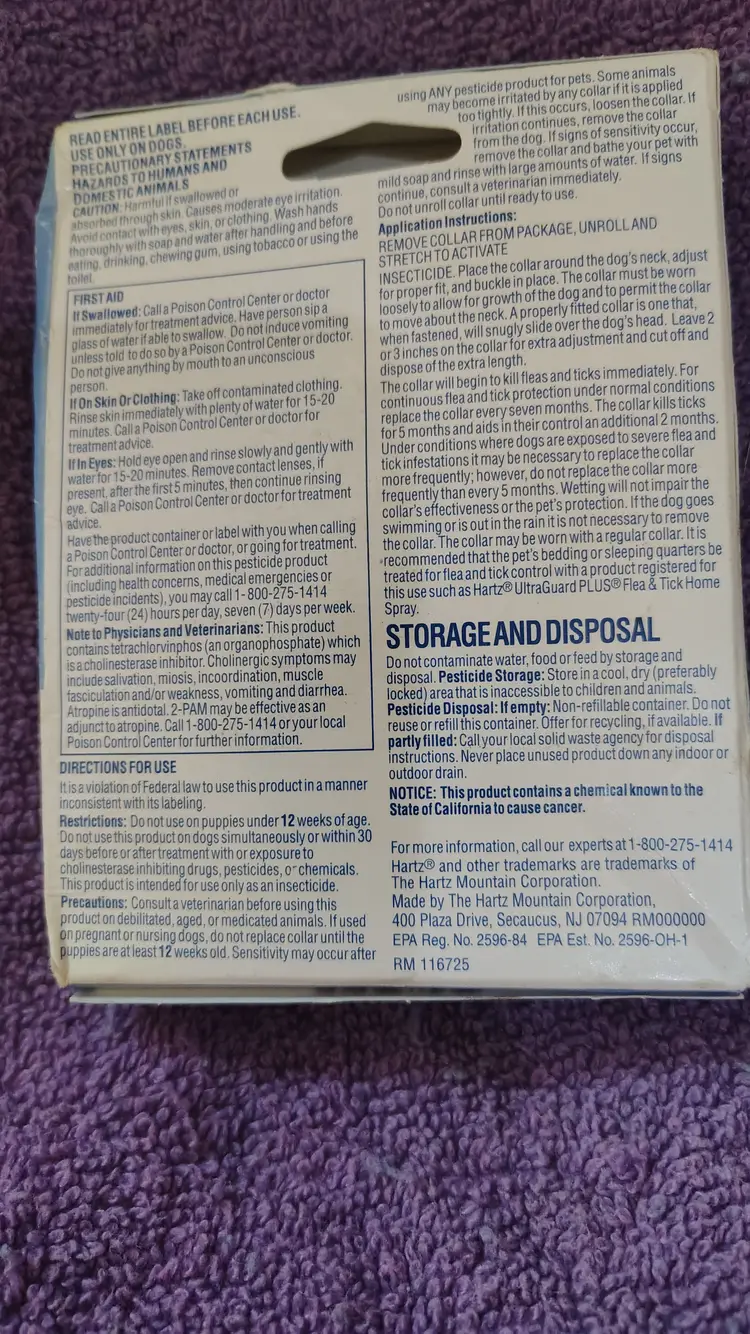 READ ENTIRE LABEL BEFORE EACH USE.
USE ONLY ON DOGS.
PRECAUTIONARY STATEMENTS
HAZARDS TO HUMANS AND
DOMESTIC ANIMALS
CAUTION: Harmful if swallowed or
absorbed through skin. Causes moderate eye irritation.
Avoid contact with eyes, skin, or clothing. Wash hands
thoroughly with soap and water after handling and before
eating, drinking, chewing gum, using tobacco or using the
toilet.
FIRST AID
If Swallowed: Call a Poison Control Center or doctor
immediately for treatment advice. Have person sip a
glass of water if able to swallow. Do not induce vomiting
unless told to do so by a Poison Control Center or doctor.
Do not give anything by mouth to an unconscious
person.
If On Skin Or Clothing: Take off contaminated clothing.
Rinse skin immediately with plenty of water for 15-20
minutes. Call a Poison Control Center or doctor for
treatment advice.
If In Eyes: Hold eye open and rinse slowly and gently with
water for 15-20 minutes. Remove contact lenses, if
present, after the first 5 minutes, then continue rinsing
eye. Call a Poison Control Center or doctor for treatment
advice.
Have the product container or label with you when calling
a Poison Control Center or doctor, or going for treatment.
For additional information on this pesticide product
(including health concerns, medical emergencies or
pesticide incidents), you may call 1-800-275-1414
twenty-four (24) hours per day, seven (7) days per week.
Note to Physicians and Veterinarians: This product
contains tetrachlorvinphos (an organophosphate) which
is a cholinesterase inhibitor. Cholinergic symptoms may
include salivation, miosis, incoordination, muscle
fasciculation and/or weakness, vomiting and diarrhea.
Atropine is antidotal. 2-PAM may be effective as an
adjunct to atropine. Call 1-800-275-1414 or your local
Poison Control Center for further information.
DIRECTIONS FOR USE
It is a violation of Federal law to use this product in a manner
inconsistent with its labeling.
Restrictions: Do not use on puppies under 12 weeks of age.
Do not use this product on dogs simultaneously or within 30
days before or after treatment with or exposure to
cholinesterase inhibiting drugs, pesticides, or chemicals.
This product is intended for use only as an insecticide.
Precautions: Consult a veterinarian before using this
product on debilitated, aged, or medicated animals. If used
on pregnant or nursing dogs, do not replace collar until the
puppies are at least 12 weeks old. Sensitivity may occur after
using ANY pesticide product for pets. Some animals
may become irritated by any collar if it is applied
too tightly. If this occurs, loosen the collar. If
irritation continues, remove the collar
from the dog. If signs of sensitivity occur,
remove the collar and bathe your pet with
mild soap and rinse with large amounts of water. If signs
continue, consult a veterinarian immediately.
Do not unroll collar until ready to use.
Application Instructions:
REMOVE COLLAR FROM PACKAGE, UNROLL AND
STRETCH TO ACTIVATE
INSECTICIDE. Place the collar around the dog's neck, adjust
for proper fit, and buckle in place. The collar must be worn
loosely to allow for growth of the dog and to permit the collar
to move about the neck. A properly fitted collar is one that,
when fastened, will snugly slide over the dog's head. Leave 2
or 3 inches on the collar for extra adjustment and cut off and
dispose of the extra length.
The collar will begin to kill fleas and ticks immediately. For
continuous flea and tick protection under normal conditions
replace the collar every seven months. The collar kills ticks
for 5 months and aids in their control an additional 2 months.
Under conditions where dogs are exposed to severe flea and
tick infestations it may be necessary to replace the collar
more frequently; however, do not replace the collar more
frequently than every 5 months. Wetting will not impair the
collar's effectiveness or the pet's protection. If the dog goes
swimming or is out in the rain it is not necessary to remove
the collar. The collar may be worn with a regular collar. It is
recommended that the pet's bedding or sleeping quarters be
treated for flea and tick control with a product registered for
this use such as Hartz® UltraGuard PLUS® Flea & Tick Home
Spray.
STORAGE AND DISPOSAL
Do not contaminate water, food or feed by storage and
disposal. Pesticide Storage: Store in a cool, dry (preferably
locked) area that is inaccessible to children and animals.
Pesticide Disposal: If empty: Non-refillable container. Do not
reuse or refill this container. Offer for recycling, if available. If
partly filled: Call your local solid waste agency for disposal
instructions. Never place unused product down any indoor or
outdoor drain.
NOTICE: This product contains a chemical known to the
State of California to cause cancer.
For more information, call our experts at 1-800-275-1414
Hartz® and other trademarks are trademarks of
The Hartz Mountain Corporation.
Made by The Hartz Mountain Corporation,
400 Plaza Drive, Secaucus, NJ 07094 RM000000
EPA Reg. No. 2596-84 EPA Est. No. 2596-OH-1
RM 116725